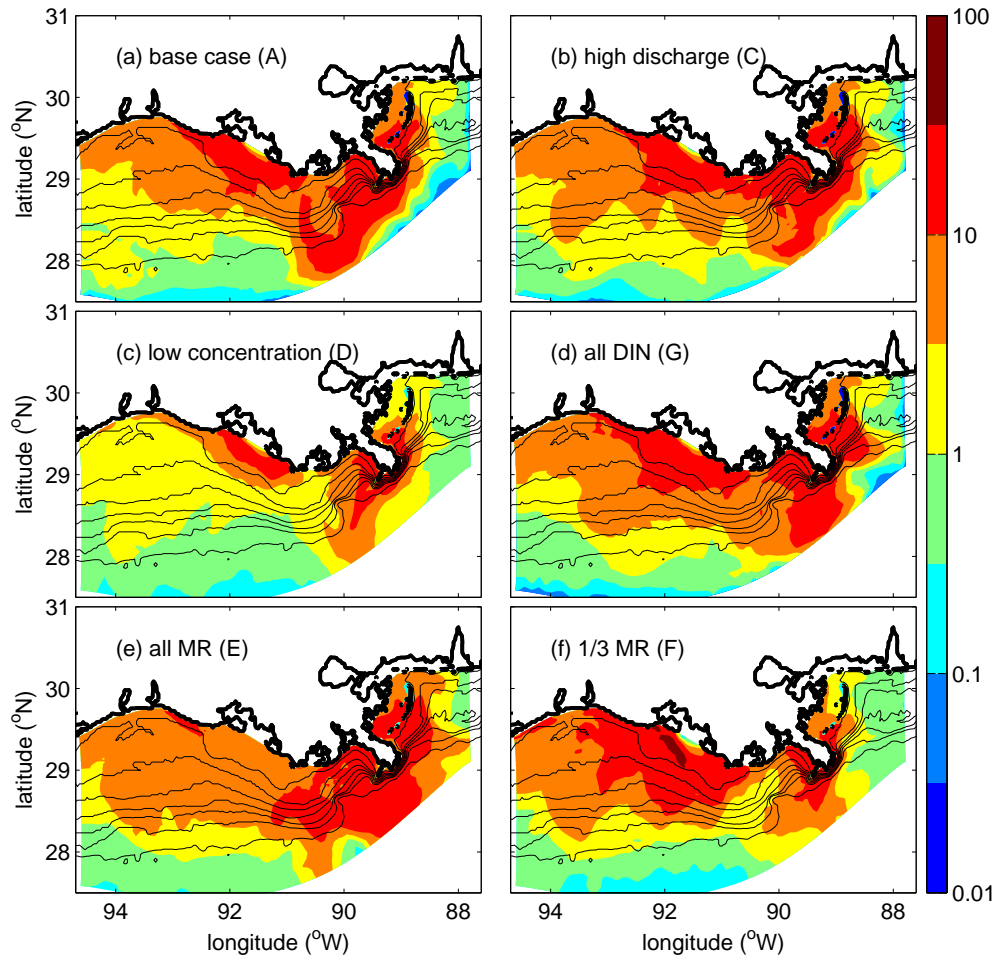 31
30
29
28
latitude (°N)
(a) base case (A)
(b) high discharge (C)
100
10
1
0.1
0.01
31
30
29
28
latitude (°N)
(c) low concentration (D)
(d) all DIN (G)
31
30
29
28
latitude (°N)
(e) all MR (E)
(f) 1/3 MR (F)
94
92
90
88
94
92
90
88
longitude (°W)
longitude (°W)